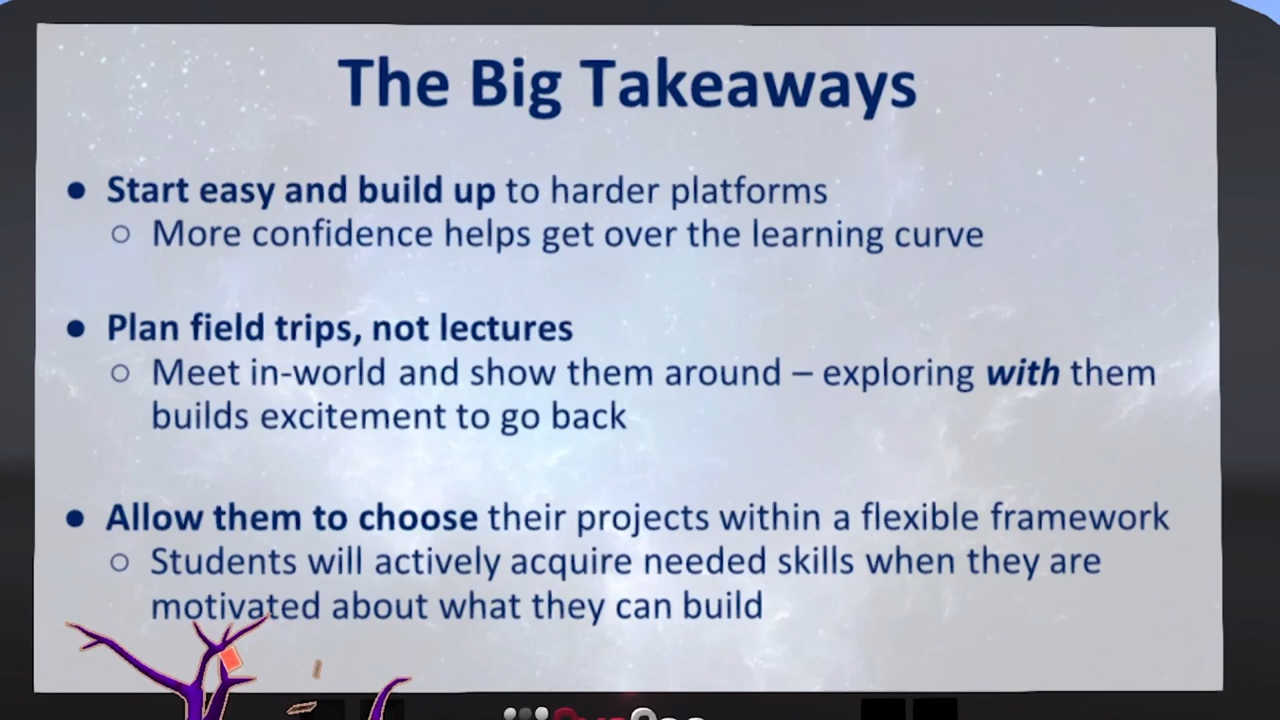 The Big Takeaways
● Start easy and build up to harder platforms
○ More confidence helps get over the learning curve
● Plan field trips, not lectures
○ Meet in-world and show them around – exploring with them
builds excitement to go back
● Allow them to choose their projects within a flexible framework
○ Students will actively acquire needed skills when they are
motivated about what they can build